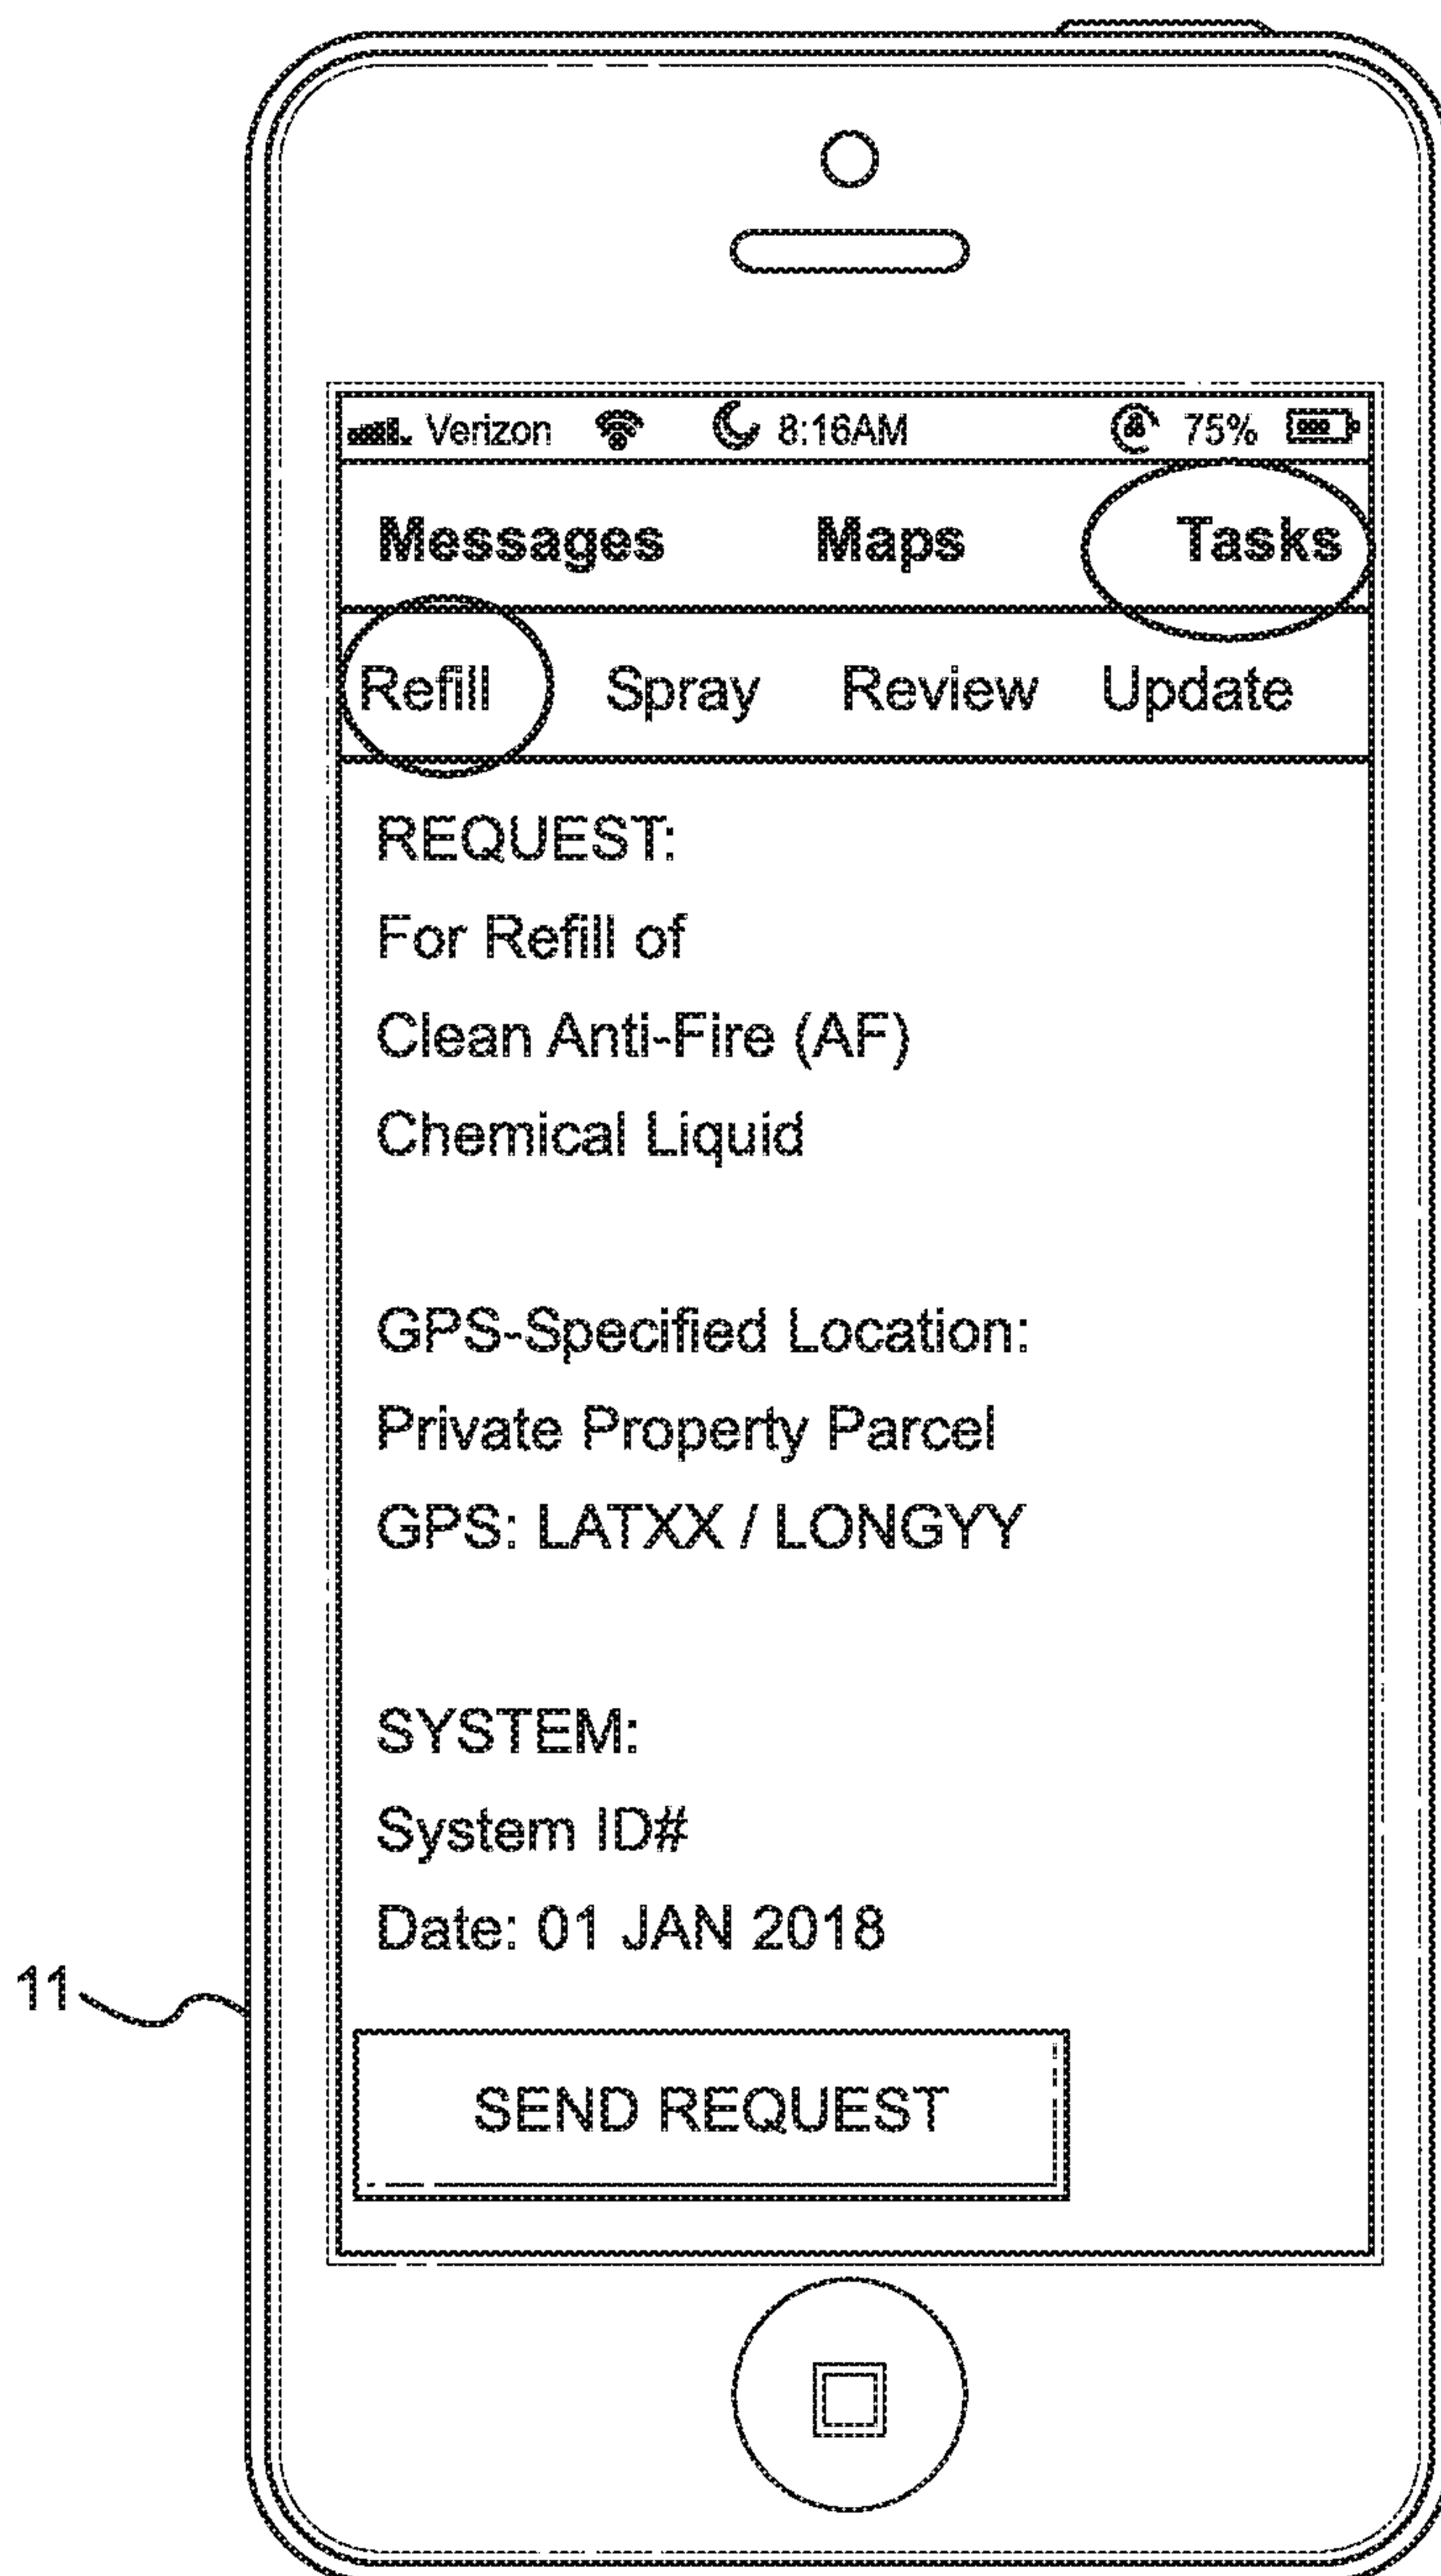 Verizon 8:16AM 75%
Messages Maps Tasks
Refill Spray Review Update
REQUEST:
For Refill of
Clean Anti-Fire (AF)
Chemical Liquid
GPS-Specified Location:
Private Property Parcel
GPS: LATXX / LONGYY
SYSTEM:
System ID#
Date: 01 JAN 2018
11
SEND REQUEST